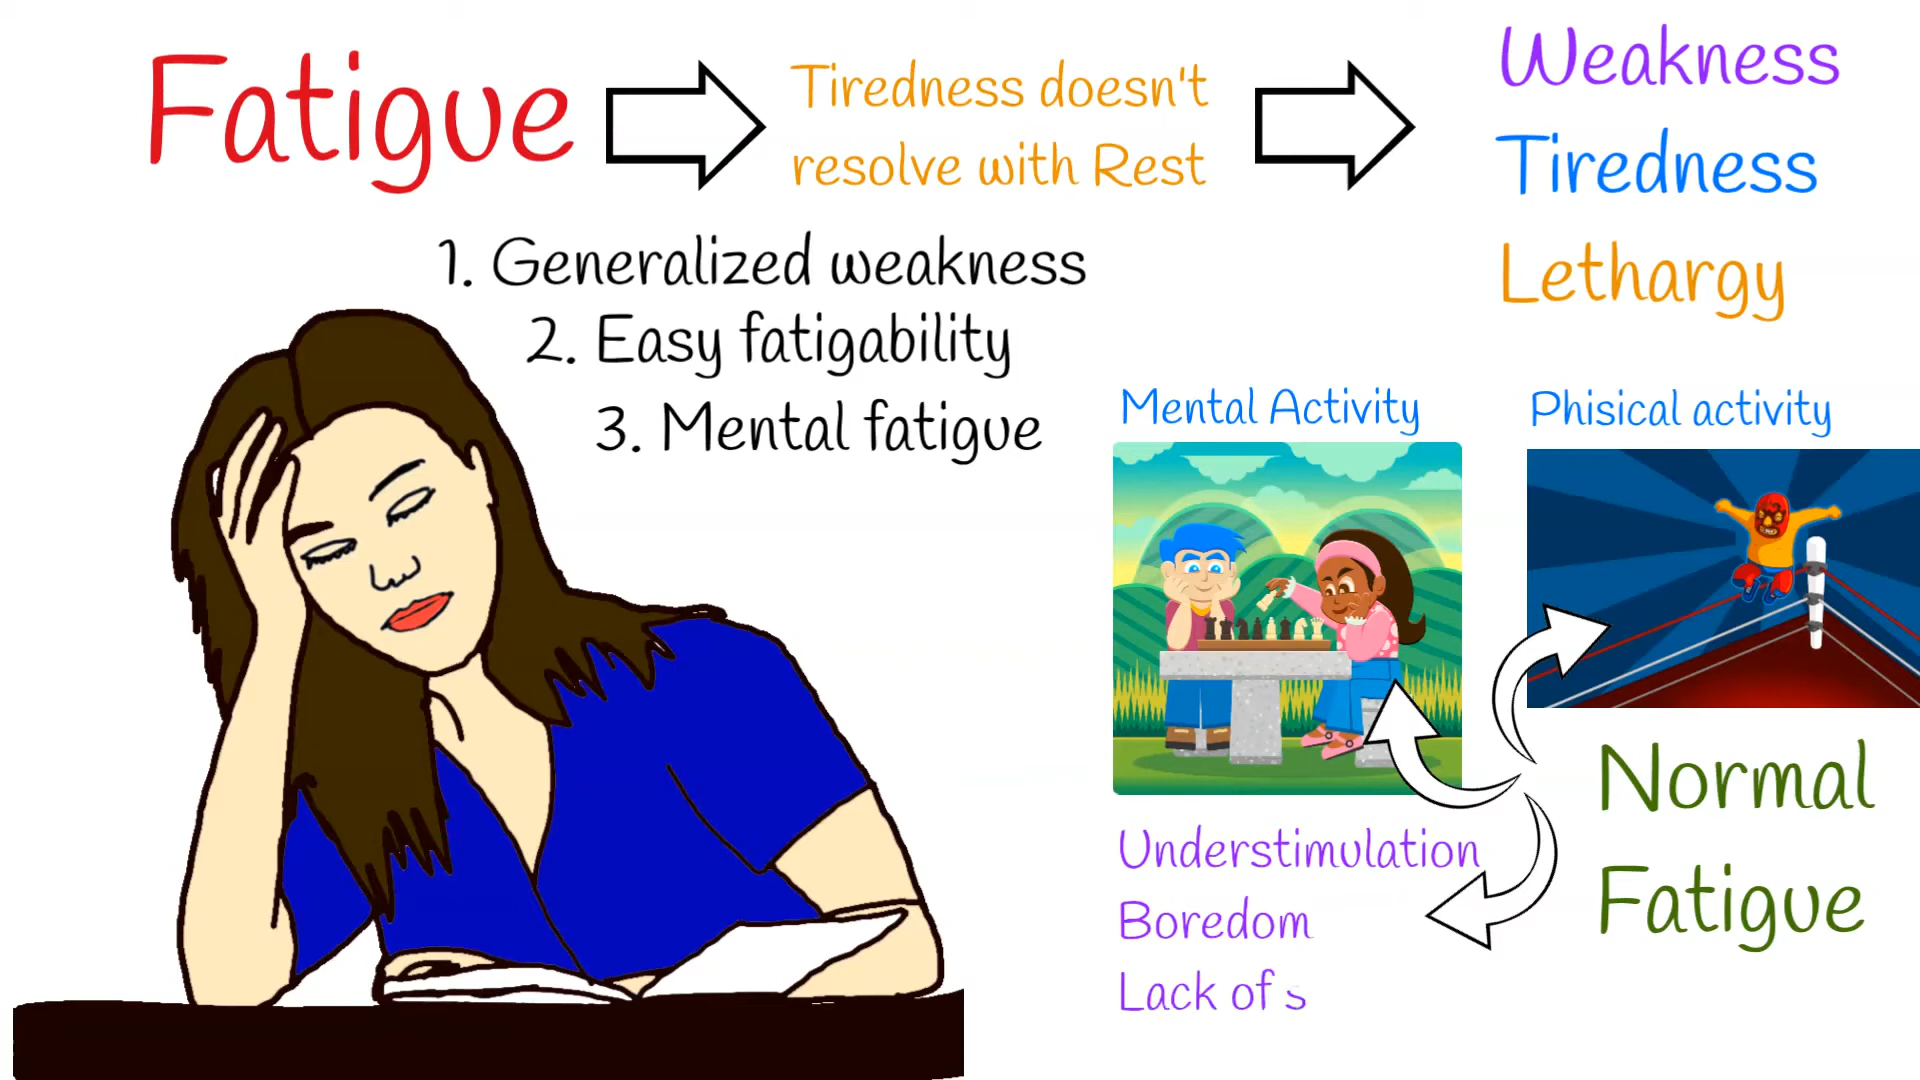 Fatigue
Tiredness doesn't
resolve with Rest
Weakness
Tiredness
Lethargy
1. Generalized weakness
2. Easy fatigability
3. Mental fatigue
Mental Activity
Phisical activity
Normal
Fatigue
Understimulation
Boredom
Lack of s